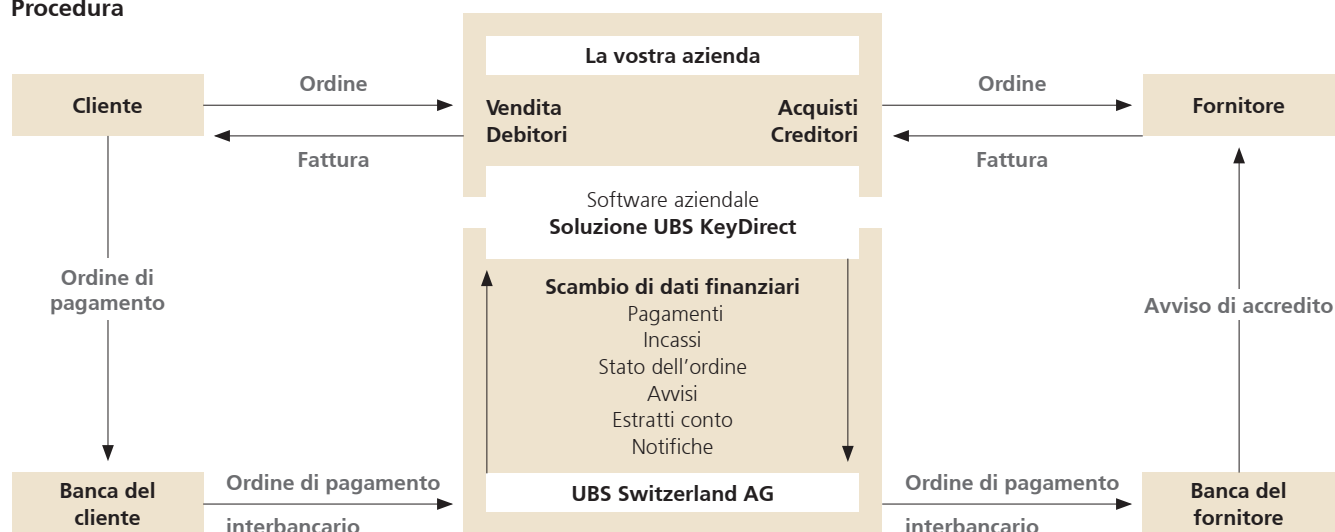 Procedura
La vostra azienda
Cliente
Ordine
Fattura
Vendita
Debitori
Acquisti
Creditori
Ordine
Fattura
Fornitore
Software aziendale
Soluzione UBS KeyDirect
Ordine di
pagamento
Scambio di dati finanziari
Pagamenti
Incassi
Stato dell'ordine
Avvisi
Estratti conto
Notifiche
Avviso di accredito
Banca del
cliente
Ordine di pagamento
interbancario
UBS Switzerland AG
Ordine di pagamento
interbancario
Banca del
fornitore